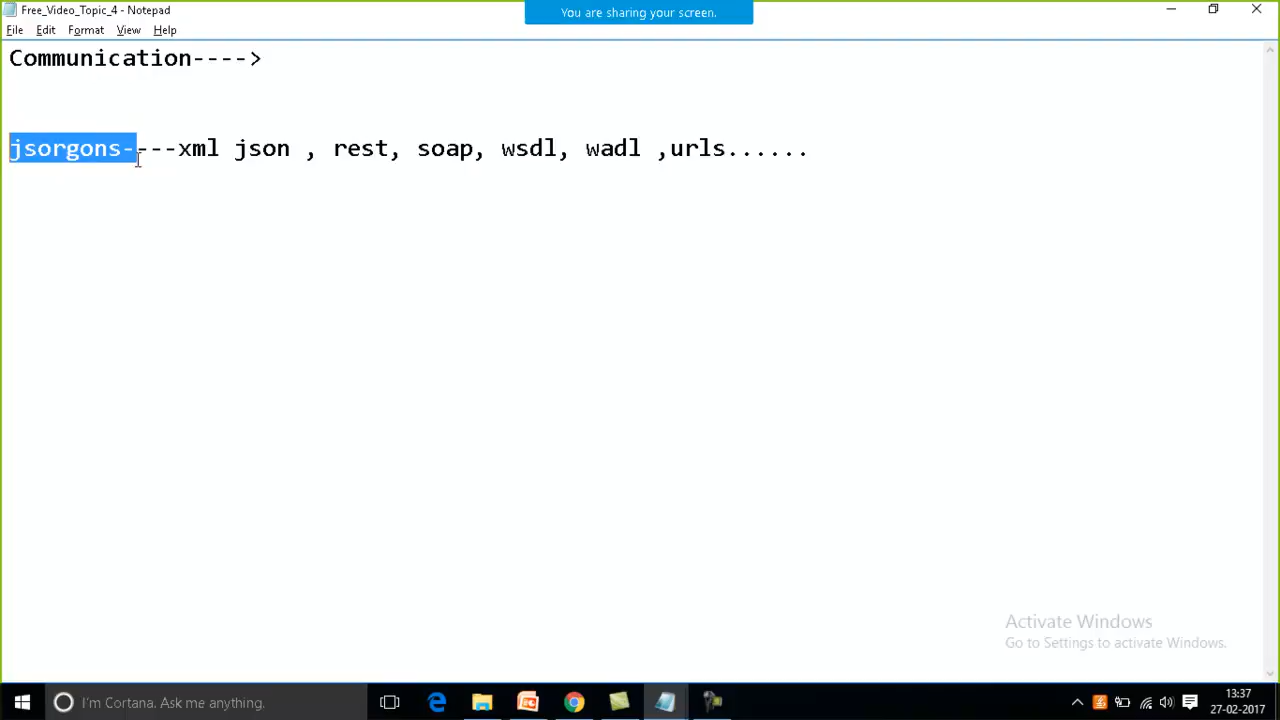 Free_Video_Topic_4 - Notepad
You are sharing your screen.
File Edit Format View Help
Communication---->
jsorgons----xml json , rest, soap, wsdl, wadl ,urls......
Activate Windows
Go to Settings to activate Windows.
I'm Cortana. Ask me anything.
13:37
27-02-2017